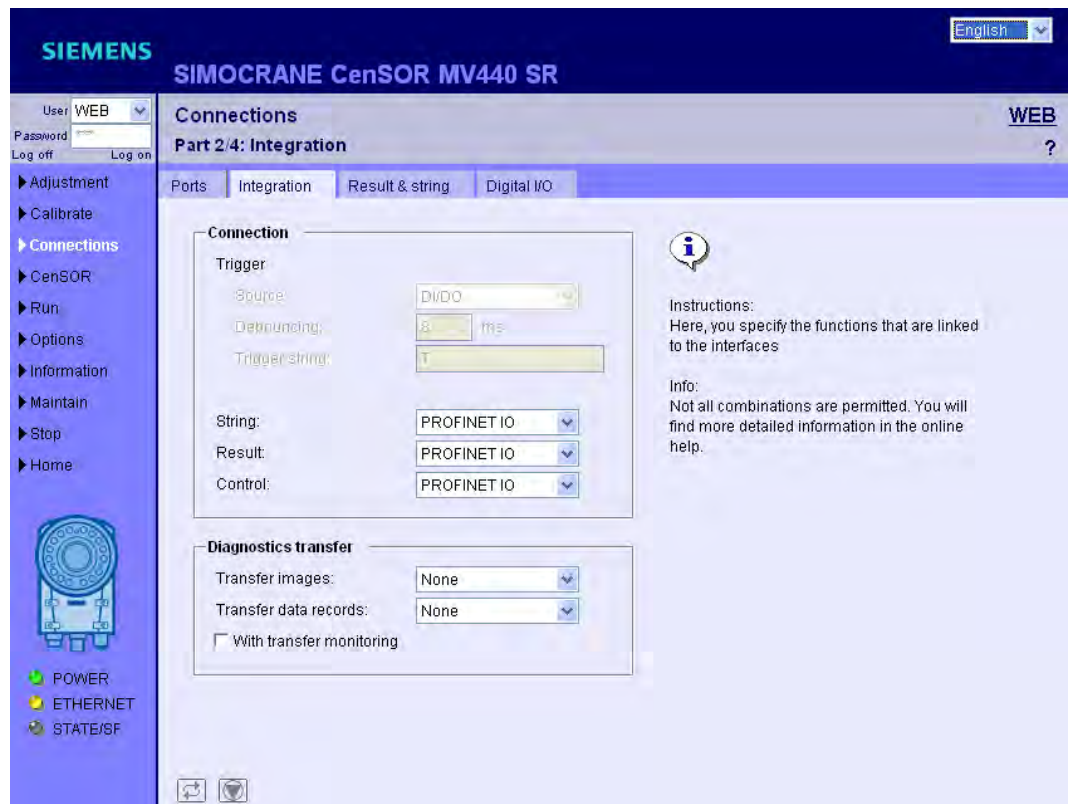 SIEMENS
English
SIMOCRANE CenSOR MV440 SR
User WEB
Password
Log off Log on
Connections
WEB
Part 2/4: Integration
?
Adjustment
Calibrate
Connections
CenSOR
Run
Options
Information
Maintain
Stop
Home
Ports Integration Result & string Digital I/O
Connection
Trigger
Source: DI/DO
Debouncing: 8 ms
Trigger string: T
String: PROFINET IO
Result: PROFINET IO
Control: PROFINET IO
Diagnostics transfer
Transfer images: None
Transfer data records: None
With transfer monitoring
Instructions:
Here, you specify the functions that are linked
to the interfaces
Info:
Not all combinations are permitted. You will
find more detailed information in the online
help.
POWER
ETHERNET
STATE/SF